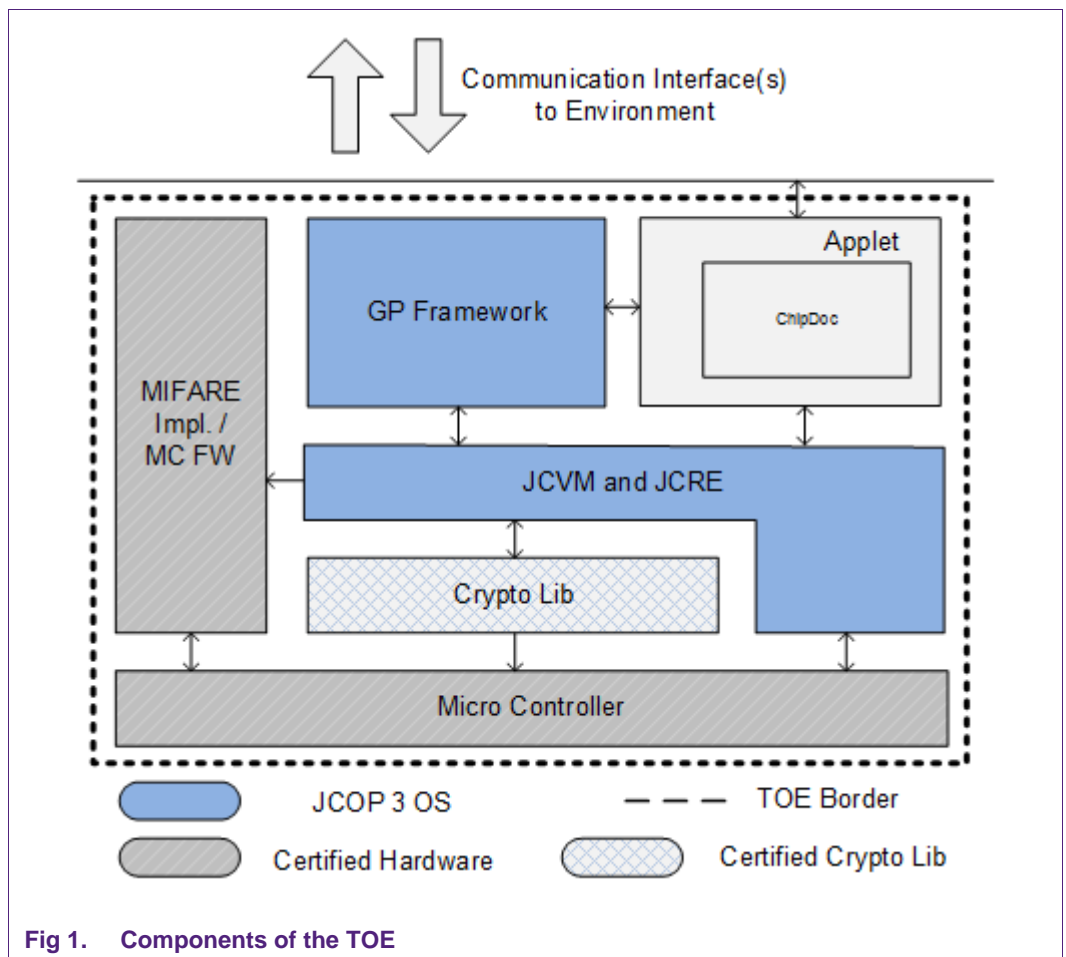 Communication Interface(s)
to Environment
Applet
GP Framework
ChipDoc
MIFARE
Impl. /
MC FW
JCVM and JCRE
Crypto Lib
Micro Controller
JCOP 3 OS
TOE Border
Certified Hardware
Certified Crypto Lib
Fig 1. Components of the TOE